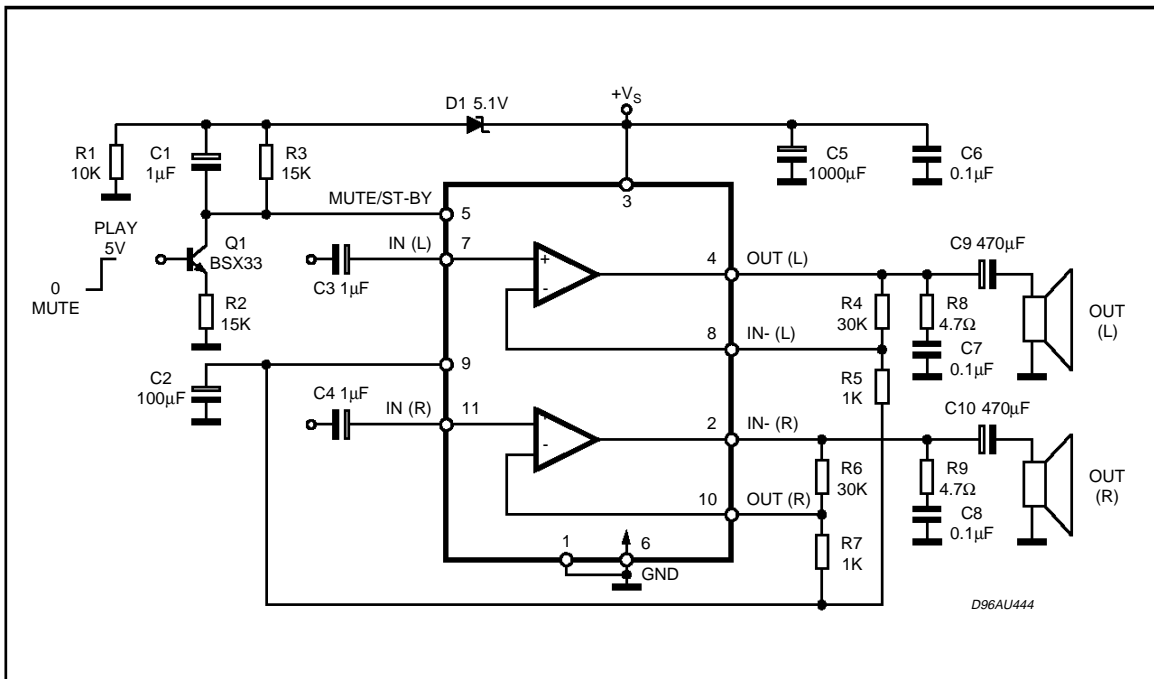 D1 5.1V
+VS
R1
10K
C1
1µF
R3
15K
C5
1000µF
C6
0.1µF
MUTE/ST-BY
5
3
PLAY
5V
0
MUTE
Q1
BSX33
R2
15K
IN (L)
7
C3 1µF
+
-
4
OUT (L)
C9 470µF
R4
30K
R8
4.7Ω
C7
0.1µF
OUT
(L)
8
IN- (L)
9
C2
100µF
R5
1K
C4 1µF
IN (R)
11
+
-
2
IN- (R)
C10 470µF
R6
30K
R9
4.7Ω
C8
0.1µF
OUT
(R)
10
OUT (R)
R7
1K
1
6
GND
D96AU444